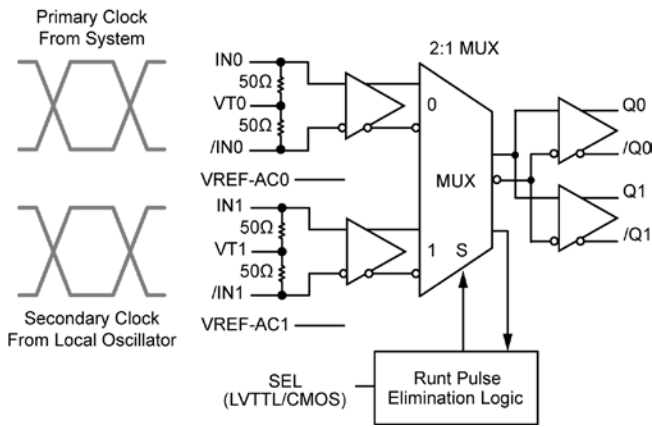 Primary Clock
From System
Secondary Clock
From Local Oscillator
IN0
50Ω
VT0
50Ω
/IN0
VREF-AC0
IN1
50Ω
VT1
50Ω
/IN1
VREF-AC1
2:1 MUX
0
MUX
1 S
Q0
/Q0
Q1
/Q1
SEL
(LVTTL/CMOS)
Runt Pulse
Elimination Logic